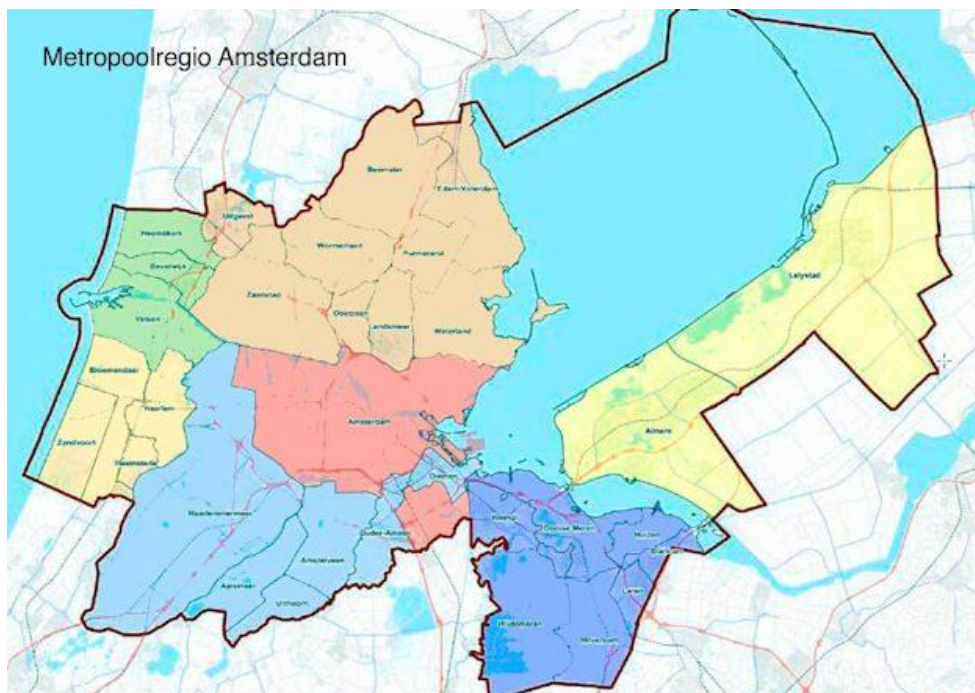 Metropoolregio Amsterdam
Beemster
Edam-Volendam
Uitgeest
Heemskerk
Wormerland
Purmerend
Beverwijk
Lelystad
Zaanstad
Oostzaan
Velsen
Landsmeer
Waterland
Bloemendaal
Haarlem
Amsterdam
Almere
Zandvoort
Heemstede
Diemen
Haarlemmermeer
Weesp
Gooise Meren
Huizen
Ouder-Amstel
Blaricum
Amstelveen
Aalsmeer
Laren
Uithoorn
Wijdemeren
Hilversum